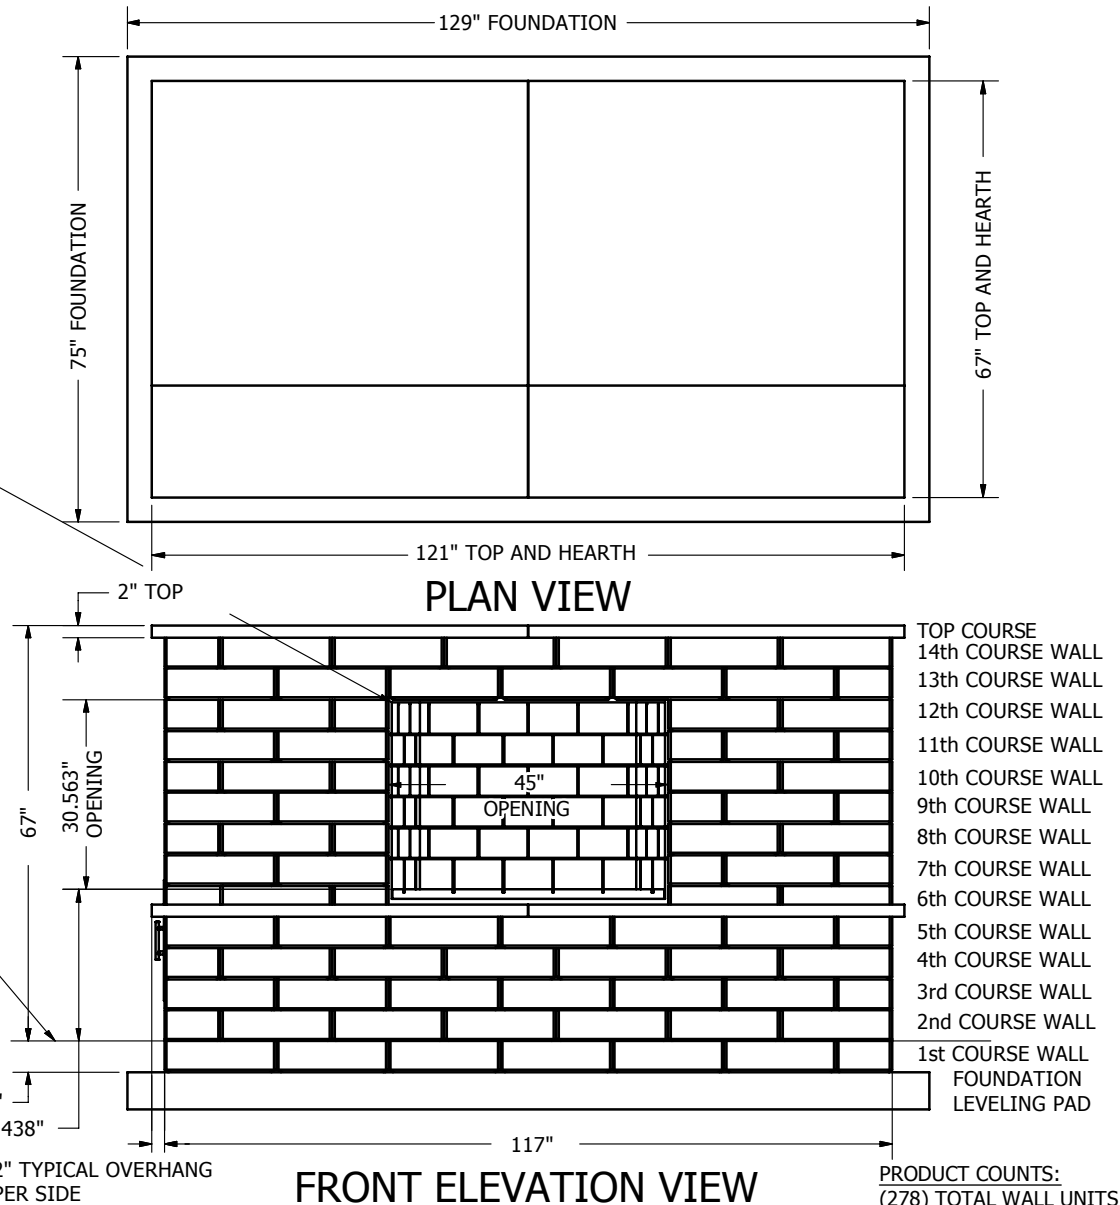 129" FOUNDATION
75" FOUNDATION
67" TOP AND HEARTH
121" TOP AND HEARTH
PLAN VIEW
2" TOP
TOP COURSE
14th COURSE WALL
13th COURSE WALL
12th COURSE WALL
11th COURSE WALL
10th COURSE WALL
9th COURSE WALL
8th COURSE WALL
7th COURSE WALL
6th COURSE WALL
5th COURSE WALL
4th COURSE WALL
3rd COURSE WALL
2nd COURSE WALL
1st COURSE WALL
FOUNDATION
LEVELING PAD
67"
30.563"
OPENING
45"
OPENING
"
438"
2" TYPICAL OVERHANG
PER SIDE
117"
FRONT ELEVATION VIEW
PRODUCT COUNTS:
(278) TOTAL WALL UNITS